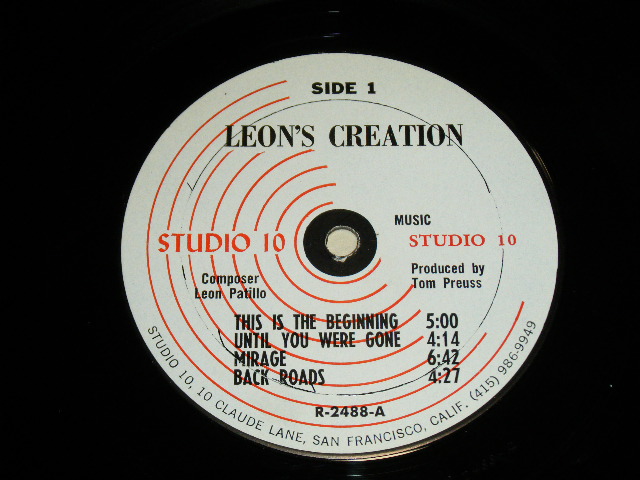 SIDE 1
LEON'S CREATION
MUSIC
STUDIO 10
STUDIO 10
Composer
Leon Patillo
Produced by
Tom Preuss
THIS IS THE BEGINNING 5:00
UNTIL YOU WERE GONE 4:14
MIRAGE 6:42
BACK ROADS 4:27
R-2488-A
STUDIO 10, 10 CLAUDE LANE, SAN FRANCISCO, CALIF. (415) 986-9949